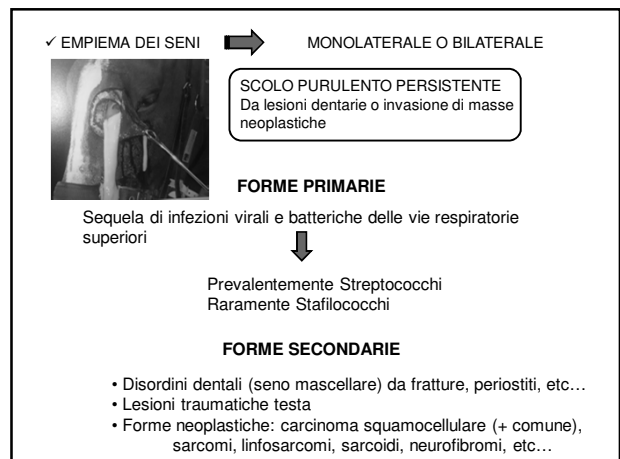 ✓ EMPIEMA DEI SENI
MONOLATERALE O BILATERALE
SCOLO PURULENTO PERSISTENTE
Da lesioni dentarie o invasione di masse
neoplastiche
FORME PRIMARIE
Sequela di infezioni virali e batteriche delle vie respiratorie
superiori
Prevalentemente Streptococchi
Raramente Stafilococchi
FORME SECONDARIE
• Disordini dentali (seno mascellare) da fratture, periostiti, etc…
• Lesioni traumatiche testa
• Forme neoplastiche: carcinoma squamocellulare (+ comune),
sarcomi, linfosarcomi, sarcoidi, neurofibromi, etc…